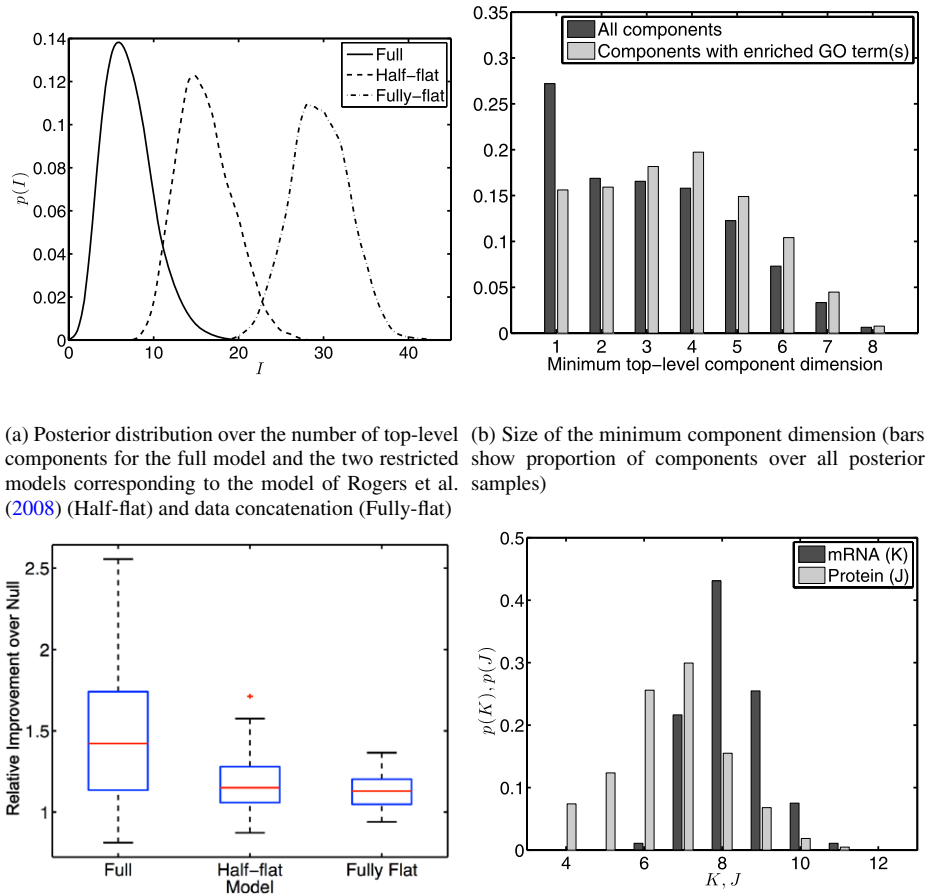 0.14
0.12
0.1
0.08
0.06
0.04
0.02
0
p(I)
0
10
20
30
40
I
Full
Half−flat
Fully−flat
0.35
0.3
0.25
0.2
0.15
0.1
0.05
0
All components
Components with enriched GO term(s)
1 2 3 4 5 6 7 8
Minimum top−level component dimension
(a) Posterior distribution over the number of top-level
components for the full model and the two restricted
models corresponding to the model of Rogers et al.
(2008) (Half-flat) and data concatenation (Fully-flat)
(b) Size of the minimum component dimension (bars
show proportion of components over all posterior
samples)
2.5
2
1.5
1
Relative Improvement over Null
Full
Half−flat
Fully Flat
Model
0.5
0.4
0.3
0.2
0.1
0
p(K), p(J)
mRNA (K)
Protein (J)
4 6 8 10 12
K, J